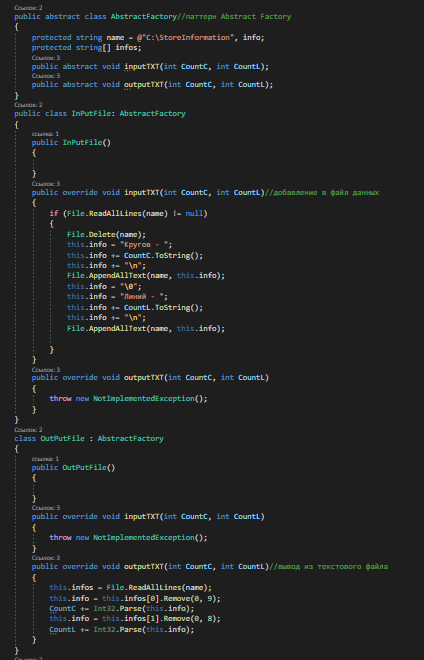 Ссылок: 2
public abstract class AbstractFactory//паттерн Abstract Factory
{
protected string name = @"C:\StoreInformation", info;
protected string[] infos;
Ссылок: 3
public abstract void inputTXT(int CountC, int CountL);
Ссылок: 3
public abstract void outputTXT(int CountC, int CountL);
}
Ссылок: 2
public class InPutFile: AbstractFactory
{
ссылка: 1
public InPutFile()
{
}
Ссылок: 3
public override void inputTXT(int CountC, int CountL)//добавление в файл данных
{
if (File.ReadAllLines(name) != null)
{
File.Delete(name);
this.info = "Кругов - ";
this.info += CountC.ToString();
this.info += "\n";
File.AppendAllText(name, this.info);
this.info = "\0";
this.info = "Линий - ";
this.info += CountL.ToString();
this.info += "\n";
File.AppendAllText(name, this.info);
}
}
Ссылок: 3
public override void outputTXT(int CountC, int CountL)
{
throw new NotImplementedException();
}
}
Ссылок: 2
class OutPutFile : AbstractFactory
{
ссылка: 1
public OutPutFile()
{
}
Ссылок: 3
public override void inputTXT(int CountC, int CountL)
{
throw new NotImplementedException();
}
Ссылок: 3
public override void outputTXT(int CountC, int CountL)//вывод из текстового файла
{
this.infos = File.ReadAllLines(name);
this.info = this.infos[0].Remove(0, 9);
CountC += Int32.Parse(this.info);
this.info = this.infos[1].Remove(0, 8);
CountL += Int32.Parse(this.info);
}
}